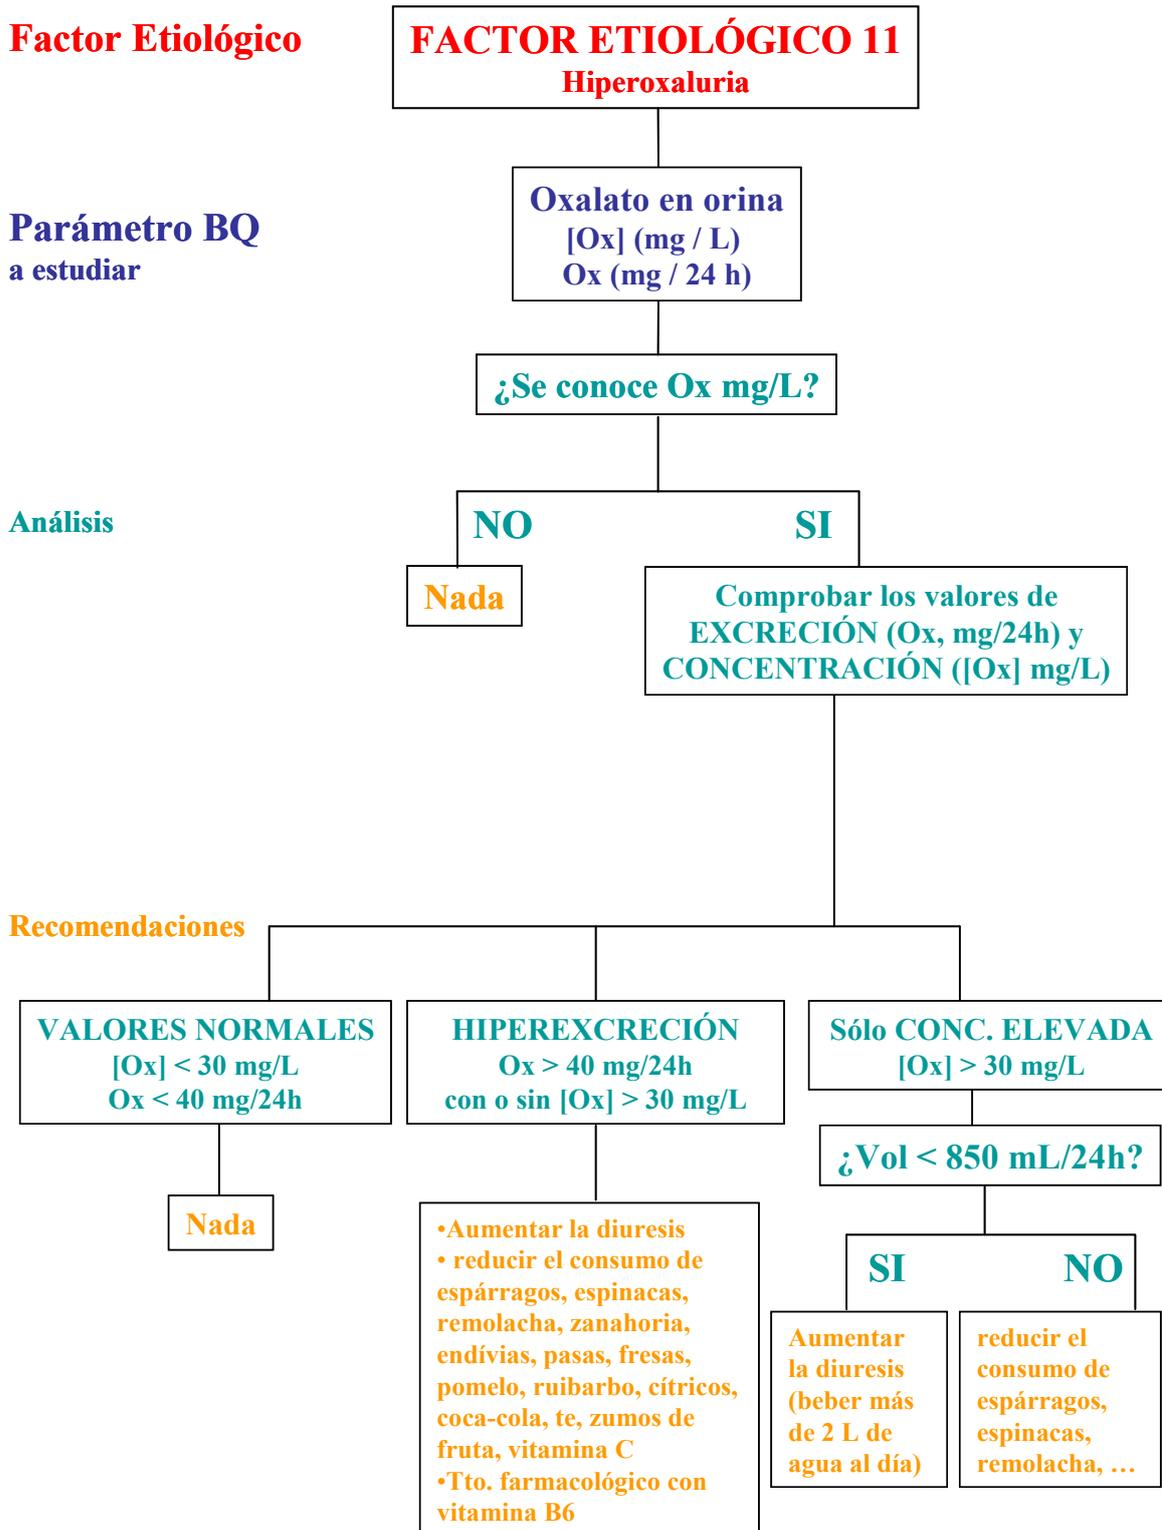 Factor Etiológico
FACTOR ETIOLÓGICO 11
Hiperoxaluria
Parámetro BQ
a estudiar
Oxalato en orina
[Ox] (mg / L)
Ox (mg / 24 h)
¿Se conoce Ox mg/L?
Análisis
NO
SI
Nada
Comprobar los valores de
EXCRECIÓN (Ox, mg/24h) y
CONCENTRACIÓN ([Ox] mg/L)
Recomendaciones
VALORES NORMALES
[Ox] < 30 mg/L
Ox < 40 mg/24h
Nada
HIPEREXCRECIÓN
Ox > 40 mg/24h
con o sin [Ox] > 30 mg/L
•Aumentar la diuresis
• reducir el consumo de
espárragos, espinacas,
remolacha, zanahoria,
endívias, pasas, fresas,
pomelo, ruibarbo, cítricos,
coca-cola, te, zumos de
fruta, vitamina C
•Tto. farmacológico con
vitamina B6
Sólo CONC. ELEVADA
[Ox] > 30 mg/L
¿Vol < 850 mL/24h?
SI
NO
Aumentar
la diuresis
(beber más
de 2 L de
agua al día)
reducir el
consumo de
espárragos,
espinacas,
remolacha, …